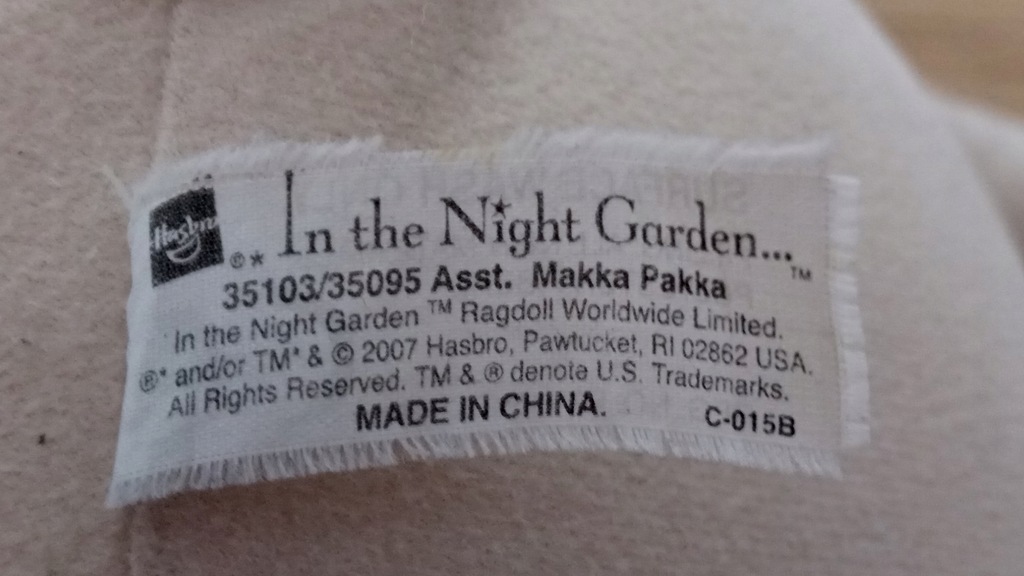 Hasbro ©* In the Night Garden...™
35103/35095 Asst. Makka Pakka
In the Night Garden ™ Ragdoll Worldwide Limited.
®* and/or TM* & © 2007 Hasbro, Pawtucket, RI 02862 USA.
All Rights Reserved. TM & ® denote U.S. Trademarks.
MADE IN CHINA. C-015B